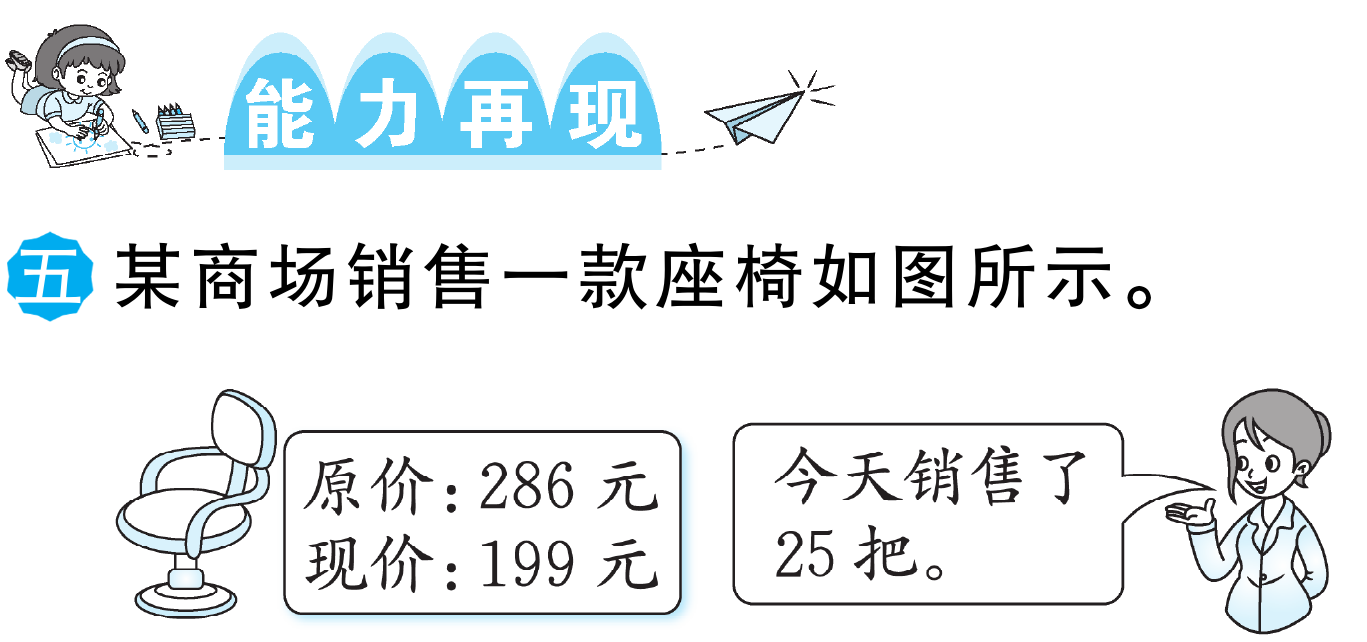 能力再现
五 某商场销售一款座椅如图所示。
原价:286 元
现价:199 元
今天销售了
25 把。